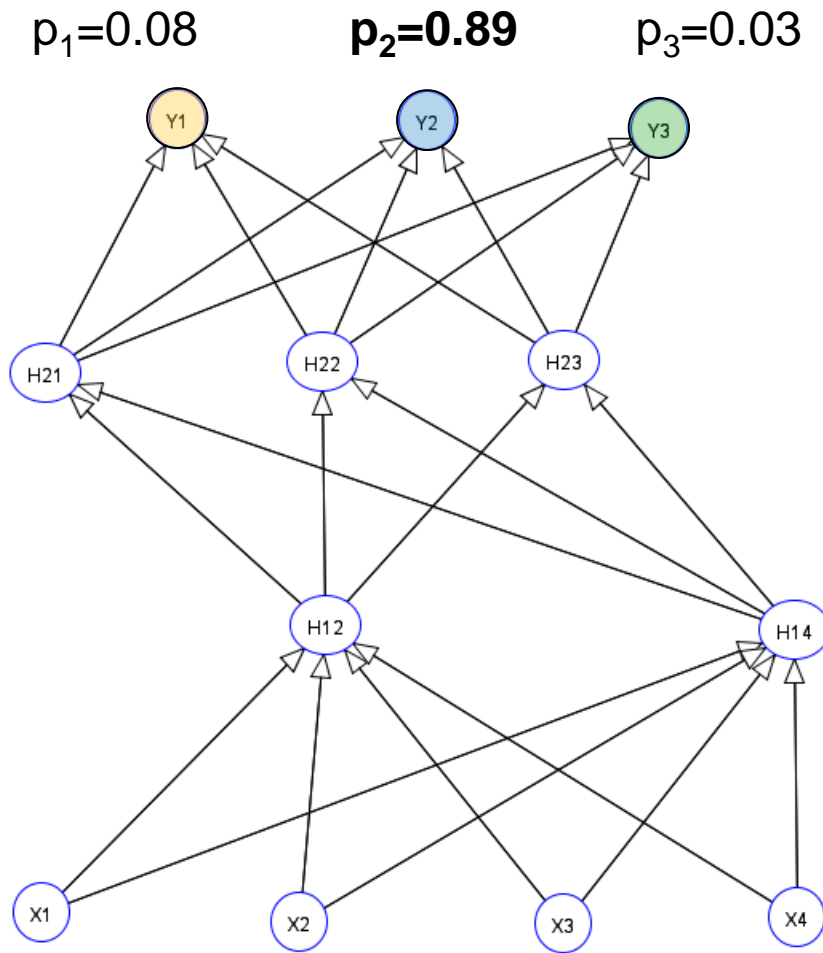 p₁=0.08 p₂=0.89 p₃=0.03
Y1 Y2 Y3
H21 H22 H23
H12 H14
X1 X2 X3 X4